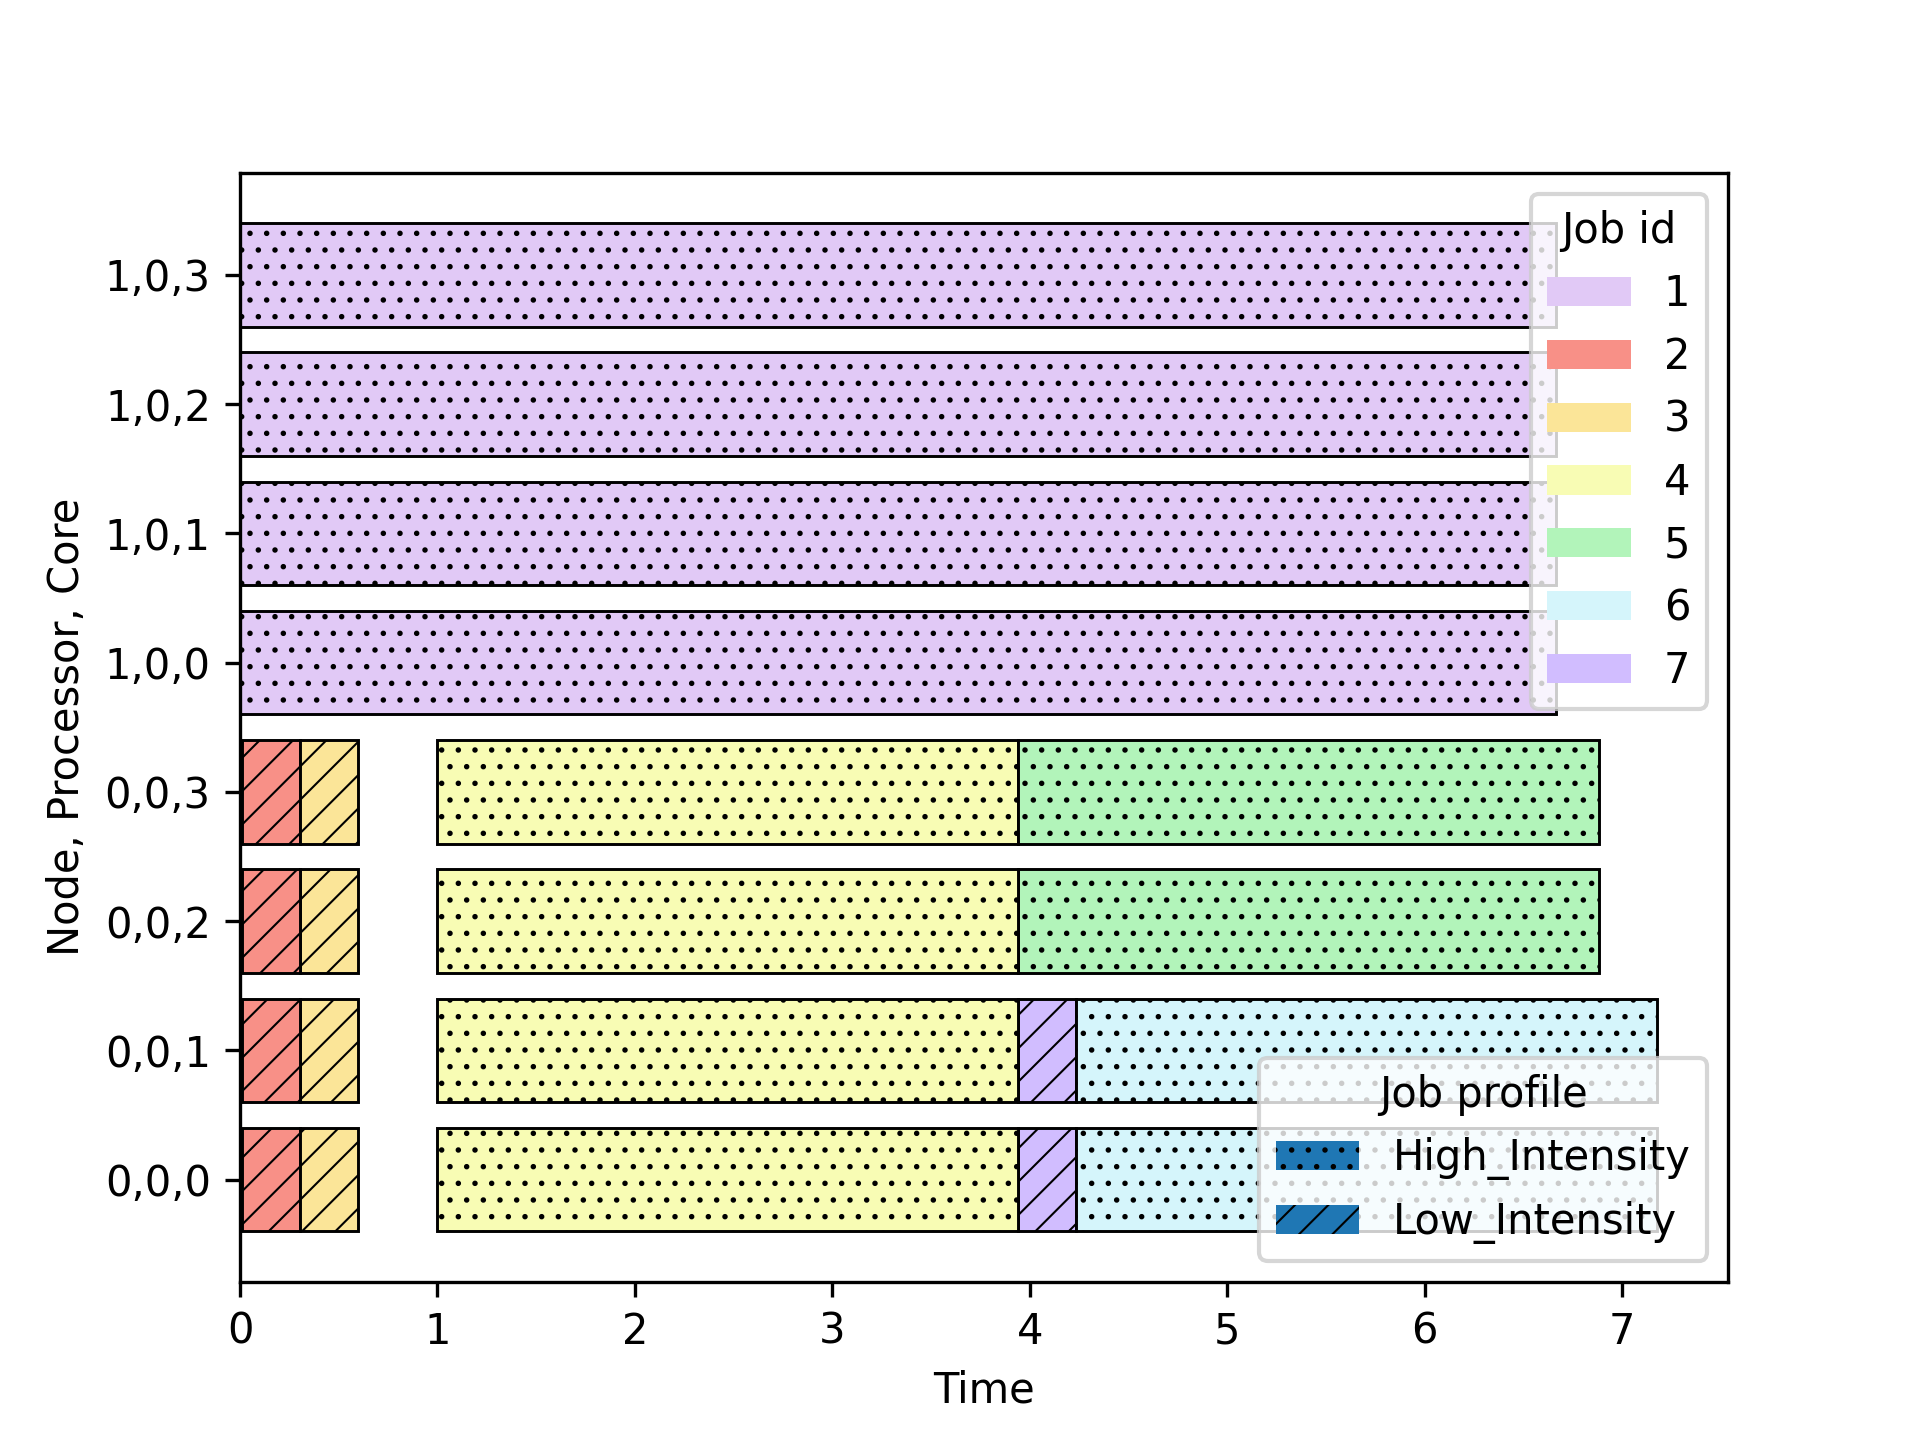 Job id
1
2
3
4
5
6
7
1,0,3
1,0,2
1,0,1
1,0,0
0,0,3
0,0,2
0,0,1
0,0,0
Node, Processor, Core
Job profile
High_Intensity
Low_Intensity
0 1 2 3 4 5 6 7
Time